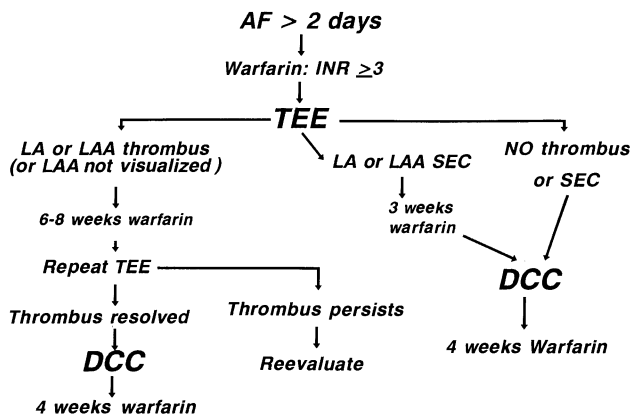 AF > 2 days
Warfarin: INR ≥3
TEE
LA or LAA thrombus
(or LAA not visualized)
6-8 weeks warfarin
Repeat TEE
Thrombus resolved
DCC
4 weeks warfarin
Thrombus persists
Reevaluate
LA or LAA SEC
3 weeks
warfarin
NO thrombus
or SEC
DCC
4 weeks Warfarin